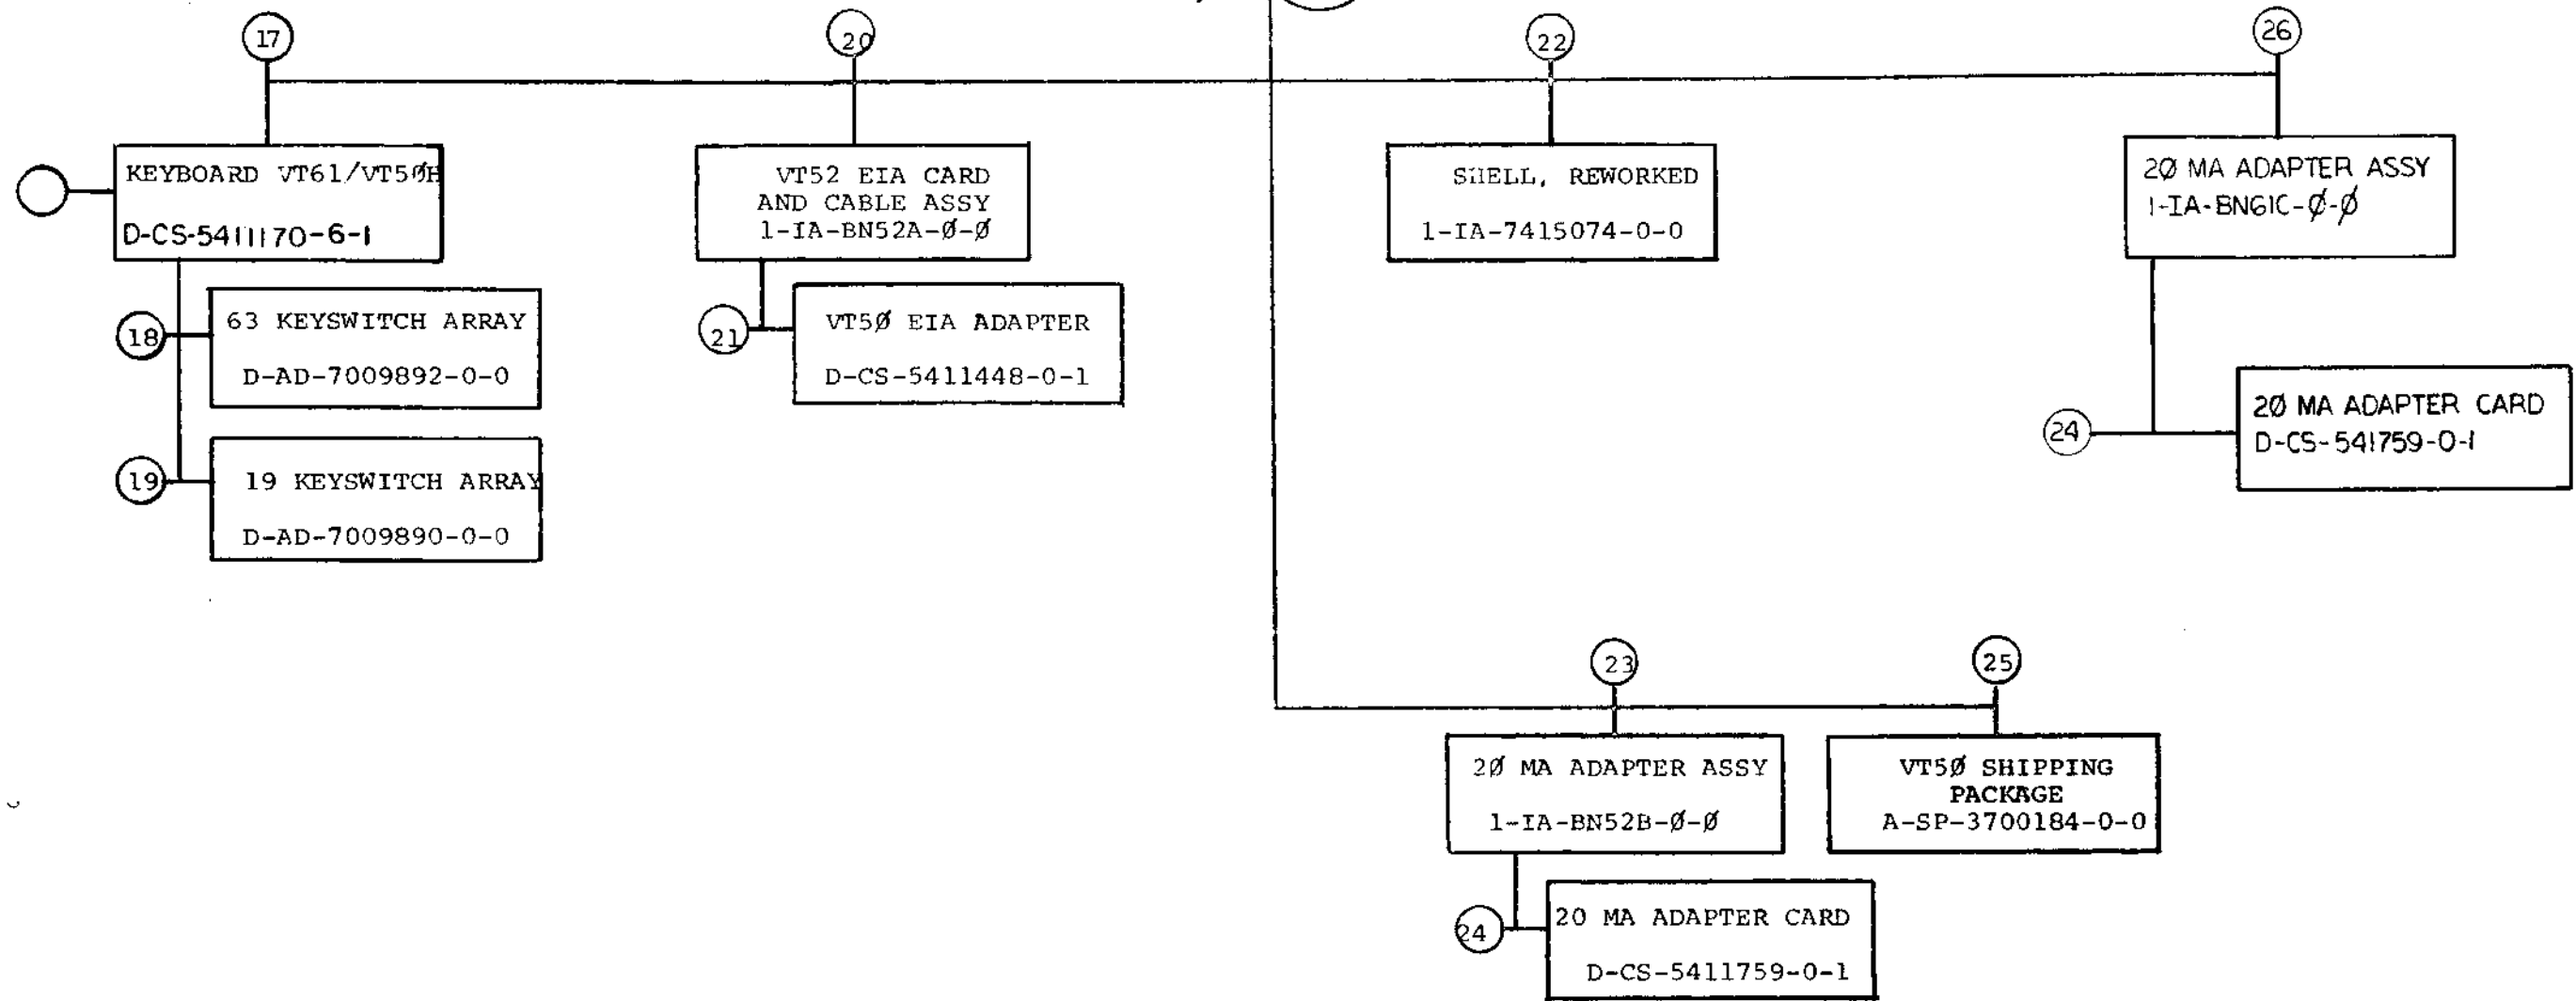 17
20
22
26
KEYBOARD VT61/VT5ØH
D-CS-5411170-6-1
VT52 EIA CARD
AND CABLE ASSY
1-IA-BN52A-Ø-Ø
SHELL, REWORKED
1-IA-7415074-0-0
2Ø MA ADAPTER ASSY
1-IA-BN61C-Ø-Ø
18
63 KEYSWITCH ARRAY
D-AD-7009892-0-0
21
VT5Ø EIA ADAPTER
D-CS-5411448-0-1
24
2Ø MA ADAPTER CARD
D-CS-541759-0-1
19
19 KEYSWITCH ARRAY
D-AD-7009890-0-0
23
25
2Ø MA ADAPTER ASSY
1-IA-BN52B-Ø-Ø
VT5Ø SHIPPING
PACKAGE
A-SP-3700184-0-0
24
20 MA ADAPTER CARD
D-CS-5411759-0-1